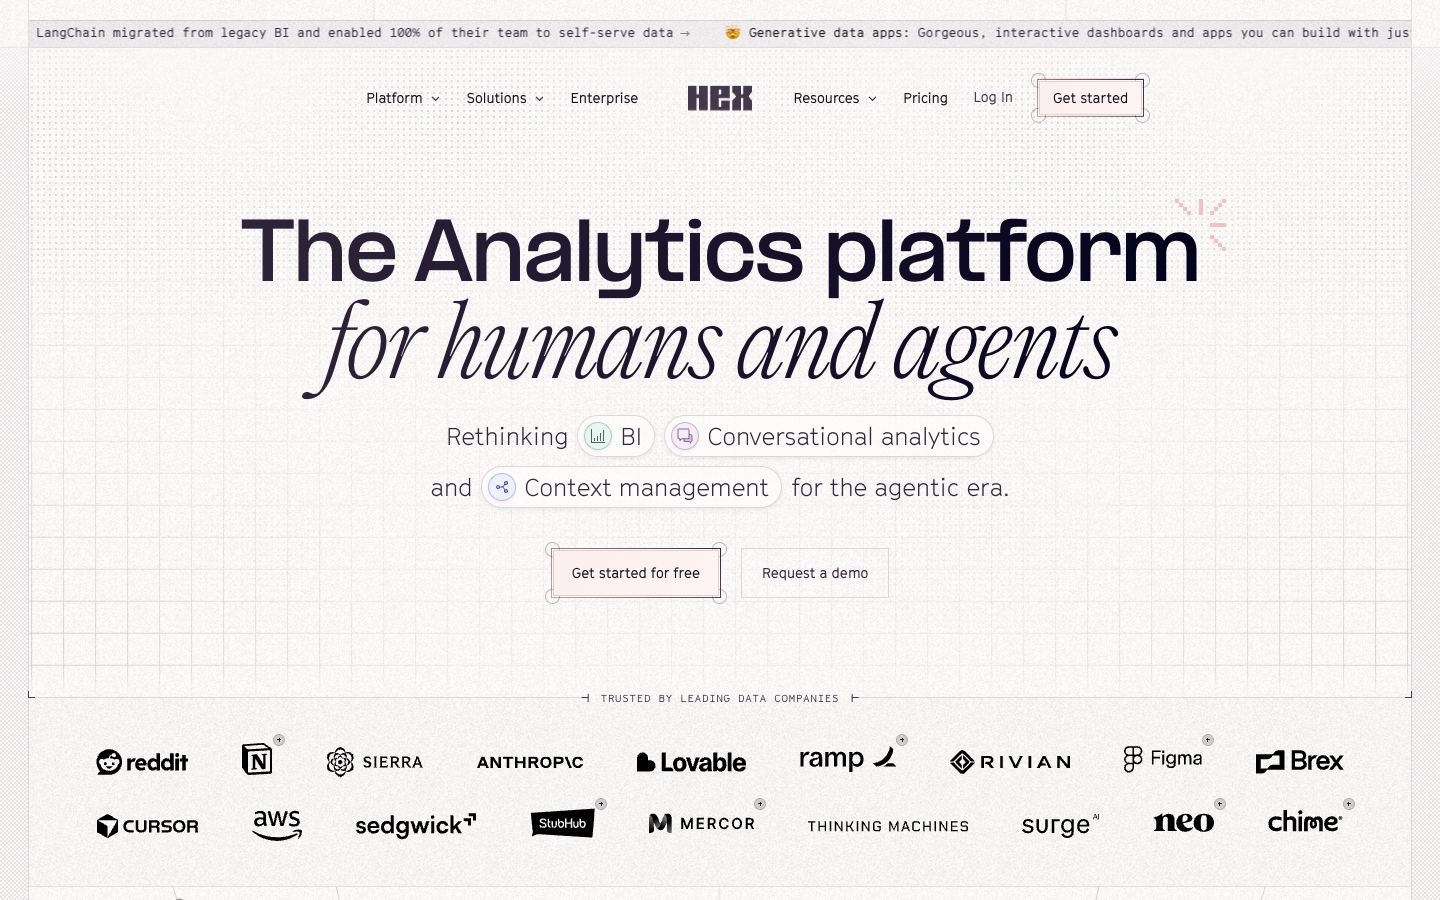 LangChain migrated from legacy BI and enabled 100% of their team to self-serve data → 🤯 Generative data apps: Gorgeous, interactive dashboards and apps you can build with jus
Platform Solutions Enterprise HEX Resources Pricing Log In Get started
The Analytics platform
for humans and agents
Rethinking BI Conversational analytics
and Context management for the agentic era.
Get started for free Request a demo
TRUSTED BY LEADING DATA COMPANIES
reddit N SIERRA ANTHROP\C Lovable ramp RIVIAN Figma Brex
CURSOR aws sedgwick StubHub MERCOR THINKING MACHINES surge AI neo chime